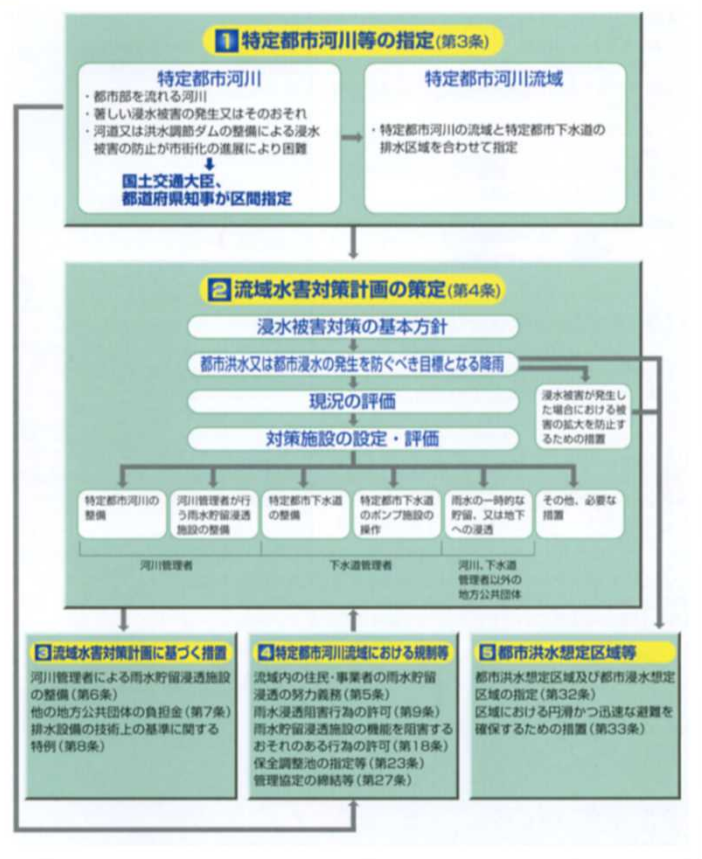 1 特定都市河川等の指定(第3条)
特定都市河川
・都市部を流れる河川
・著しい浸水被害の発生又はそのおそれ
・河道又は洪水調節ダムの整備による浸水
被害の防止が市街化の進展により困難
国土交通大臣、
都道府県知事が区間指定
特定都市河川流域
・特定都市河川の流域と特定都市下水道の
排水区域を合わせて指定
2 流域水害対策計画の策定(第4条)
浸水被害対策の基本方針
都市洪水又は都市浸水の発生を防ぐべき目標となる降雨
現況の評価
対策施設の設定・評価
浸水被害が発生し
た場合における被
害の拡大を防止す
るための措置
特定都市河川の
整備
河川管理者が行
う雨水貯留浸透
施設の整備
特定都市下水道
の整備
特定都市下水道
のポンプ施設の
操作
雨水の一時的な
貯留、又は地下
への浸透
その他、必要な
措置
河川管理者
下水道管理者
河川、下水道
管理者以外の
地方公共団体
3 流域水害対策計画に基づく措置
河川管理者による雨水貯留浸透施設
の整備(第6条)
他の地方公共団体の負担金(第7条)
排水設備の技術上の基準に関する
特例(第8条)
4 特定都市河川流域における規制等
流域内の住民・事業者の雨水貯留
浸透の努力義務(第5条)
雨水浸透阻害行為の許可(第9条)
雨水貯留浸透施設の機能を阻害する
おそれのある行為の許可(第18条)
保全調整池の指定等(第23条)
管理協定の締結等(第27条)
5 都市洪水想定区域等
都市洪水想定区域及び都市浸水想定
区域の指定(第32条)
区域における円滑かつ迅速な避難を
確保するための措置(第33条)